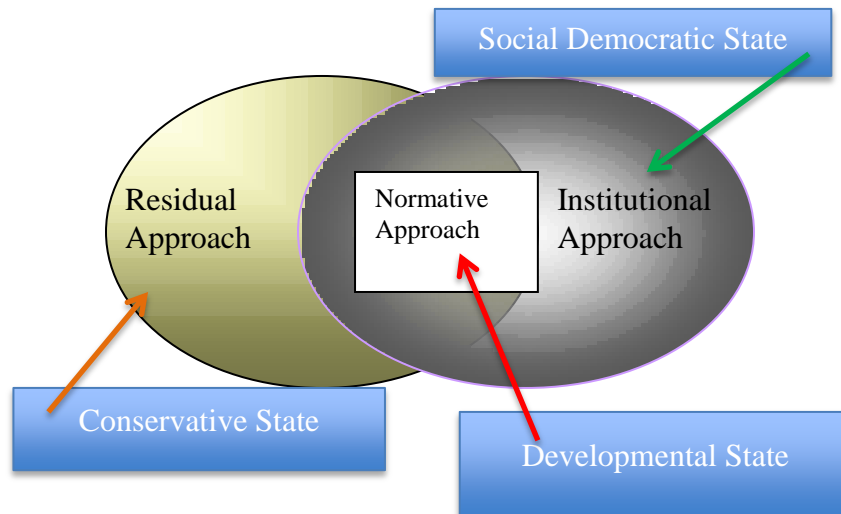 Social Democratic State
Residual
Approach
Normative
Approach
Institutional
Approach
Conservative State
Developmental State